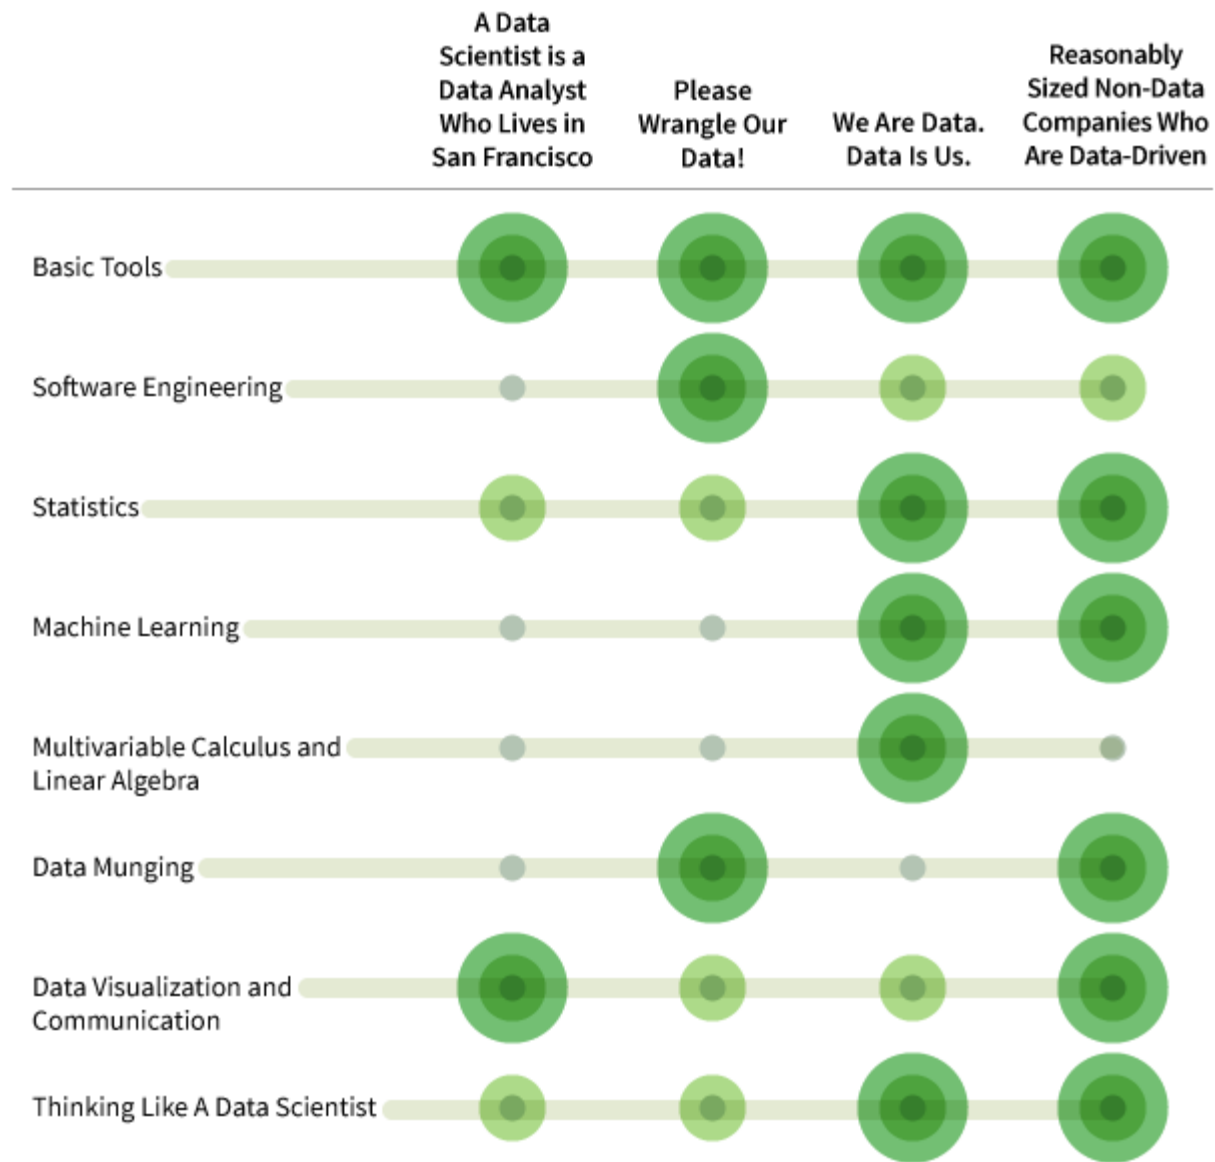 A Data
Scientist is a
Data Analyst
Who Lives in
San Francisco
Please
Wrangle Our
Data!
We Are Data.
Data Is Us.
Reasonably
Sized Non-Data
Companies Who
Are Data-Driven
Basic Tools
Software Engineering
Statistics
Machine Learning
Multivariable Calculus and
Linear Algebra
Data Munging
Data Visualization and
Communication
Thinking Like A Data Scientist